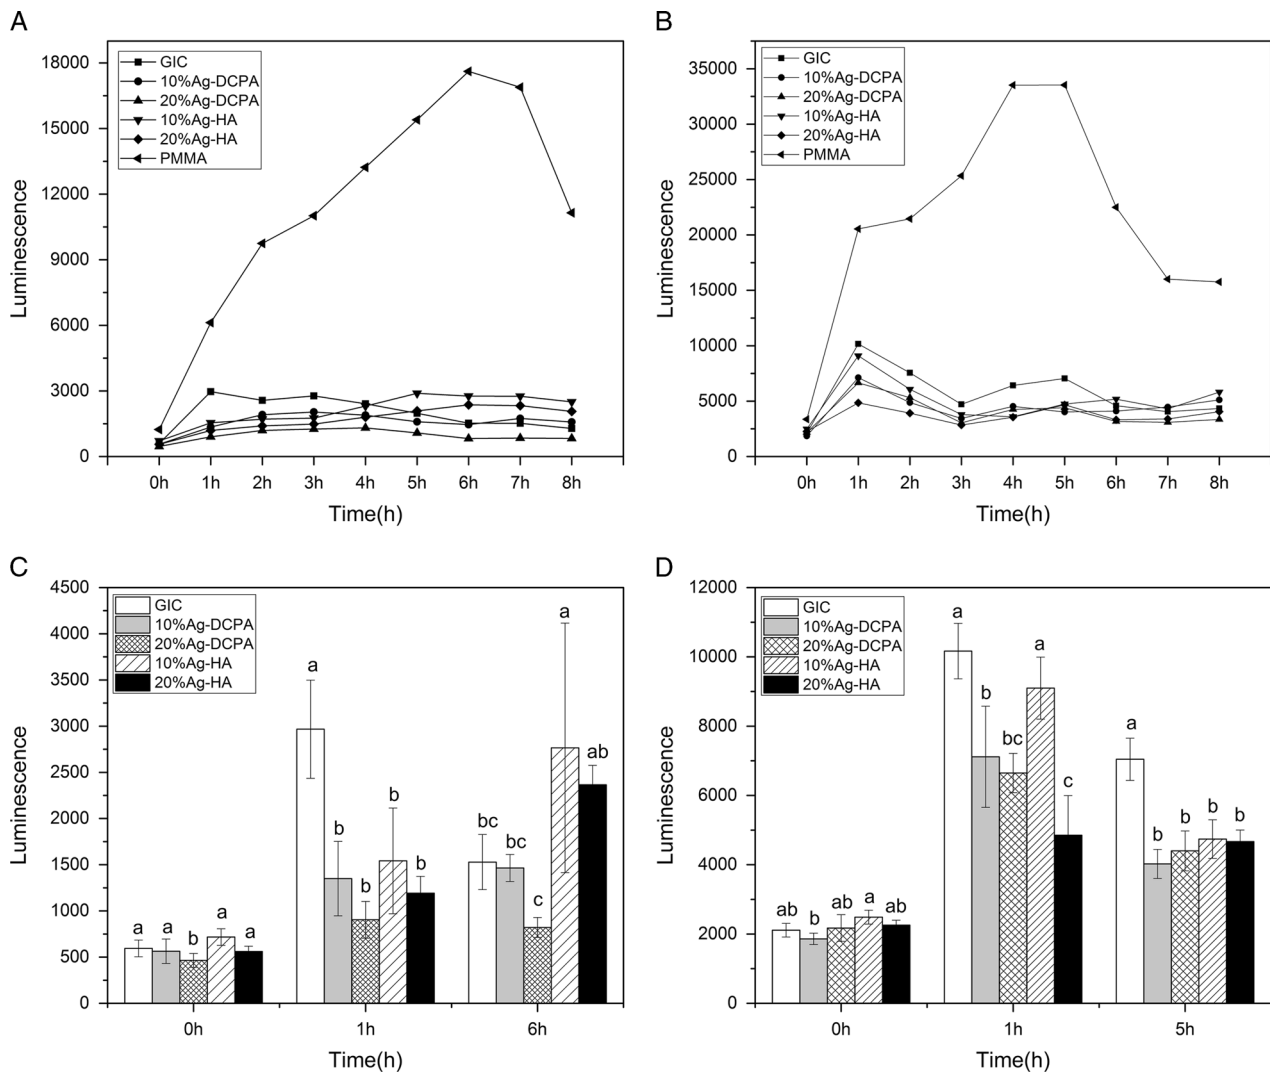 A
18000
15000
12000
9000
6000
3000
0
Luminescence
GIC
10%Ag-DCPA
20%Ag-DCPA
10%Ag-HA
20%Ag-HA
PMMA
0h 1h 2h 3h 4h 5h 6h 7h 8h
Time(h)
B
35000
30000
25000
20000
15000
10000
5000
0
Luminescence
GIC
10%Ag-DCPA
20%Ag-DCPA
10%Ag-HA
20%Ag-HA
PMMA
0h 1h 2h 3h 4h 5h 6h 7h 8h
Time(h)
C
4500
4000
3500
3000
2500
2000
1500
1000
500
0
Luminescence
GIC
10%Ag-DCPA
20%Ag-DCPA
10%Ag-HA
20%Ag-HA
a a b a a
a b b b b
bc bc c a ab
0h 1h 6h
Time(h)
D
12000
10000
8000
6000
4000
2000
0
Luminescence
GIC
10%Ag-DCPA
20%Ag-DCPA
10%Ag-HA
20%Ag-HA
ab b ab a ab
a b bc a c
a b b b b
0h 1h 5h
Time(h)